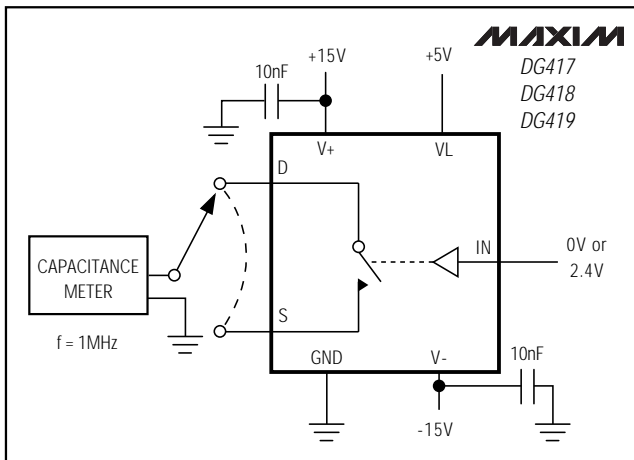 MAXIM
DG417
DG418
DG419
+15V
+5V
10nF
V+
VL
D
IN
0V or
2.4V
CAPACITANCE
METER
S
f = 1MHz
GND
V-
10nF
-15V